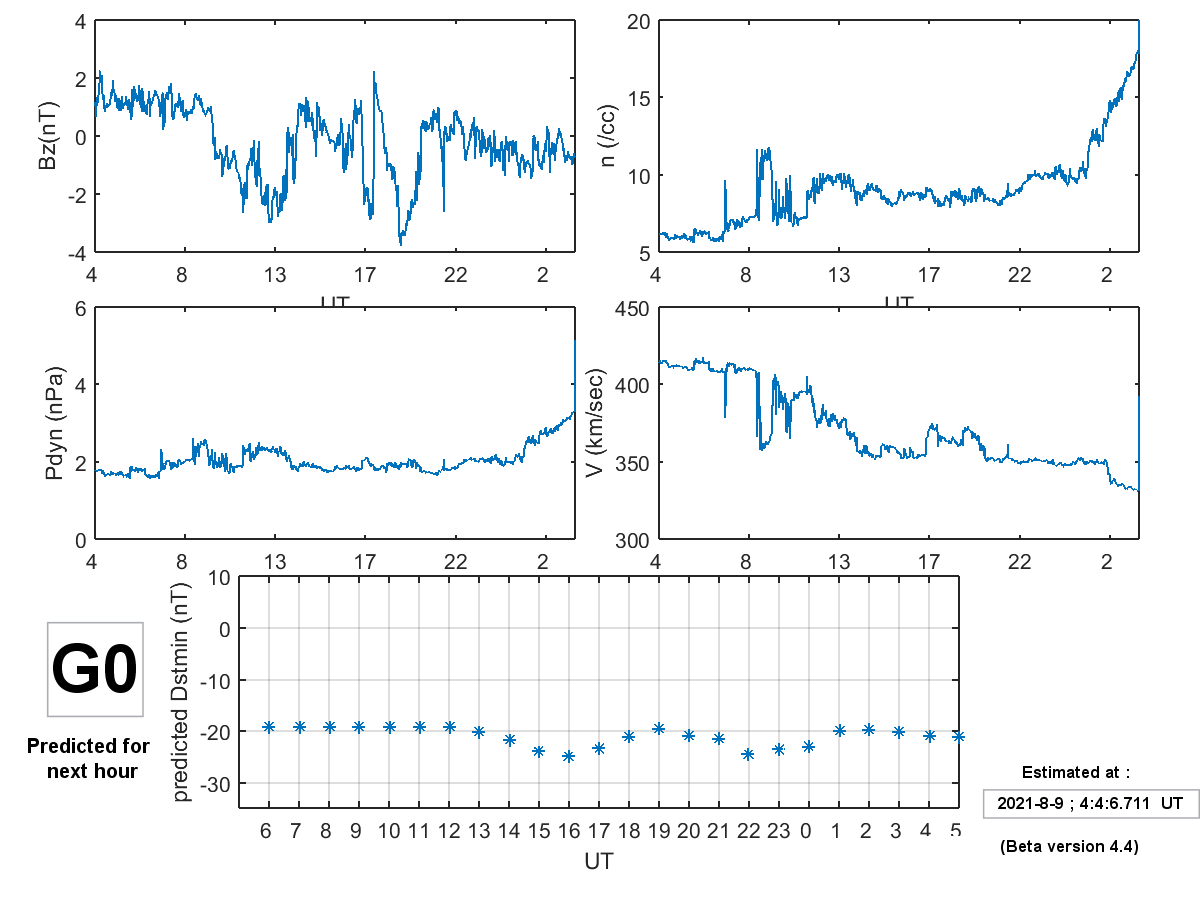 4
2
0
-2
-4
Bz(nT)
4 8 13 17 22 2
UT
20
15
10
5
n (/cc)
4 8 13 17 22 2
UT
6
4
2
0
Pdyn (nPa)
4 8 13 17 22 2
450
400
350
300
V (km/sec)
4 8 13 17 22 2
10
0
-10
-20
-30
predicted Dstmin (nT)
6 7 8 9 10 11 12 13 14 15 16 17 18 19 20 21 22 23 0 1 2 3 4 5
UT
G0
Predicted for
next hour
Estimated at :
2021-8-9 ; 4:4:6.711 UT
(Beta version 4.4)